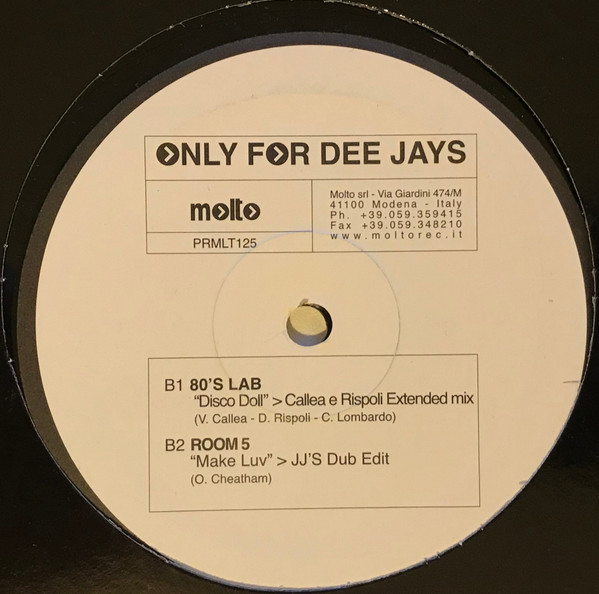 ONLY FOR DEE JAYS
molto
PRMLT125
Molto srl - Via Giardini 474/M
41100 Modena - Italy
Ph. +39.059.359415
Fax +39.059.348210
www.moltorec.it
B1 80'S LAB
"Disco Doll" > Callea e Rispoli Extended mix
(V. Callea - D. Rispoli - C. Lombardo)
B2 ROOM 5
"Make Luv" > JJ'S Dub Edit
(O. Cheatham)